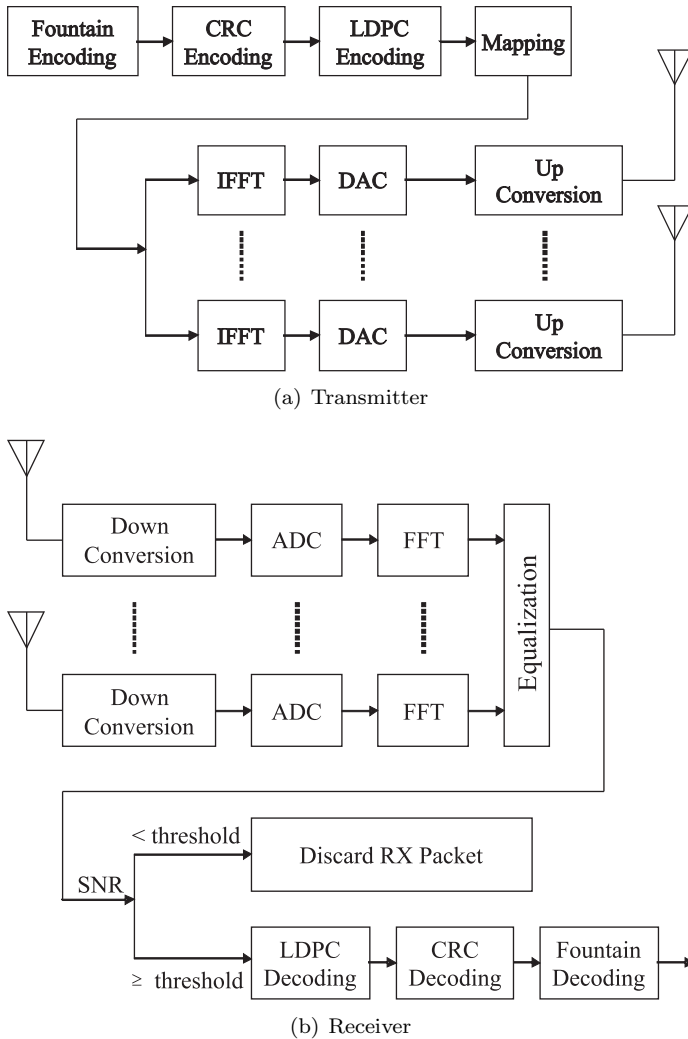 Fountain
Encoding
CRC
Encoding
LDPC
Encoding
Mapping
IFFT
DAC
Up
Conversion
IFFT
DAC
Up
Conversion
(a) Transmitter
Down
Conversion
ADC
FFT
Equalization
Down
Conversion
ADC
FFT
< threshold
Discard RX Packet
SNR
≥ threshold
LDPC
Decoding
CRC
Decoding
Fountain
Decoding
(b) Receiver